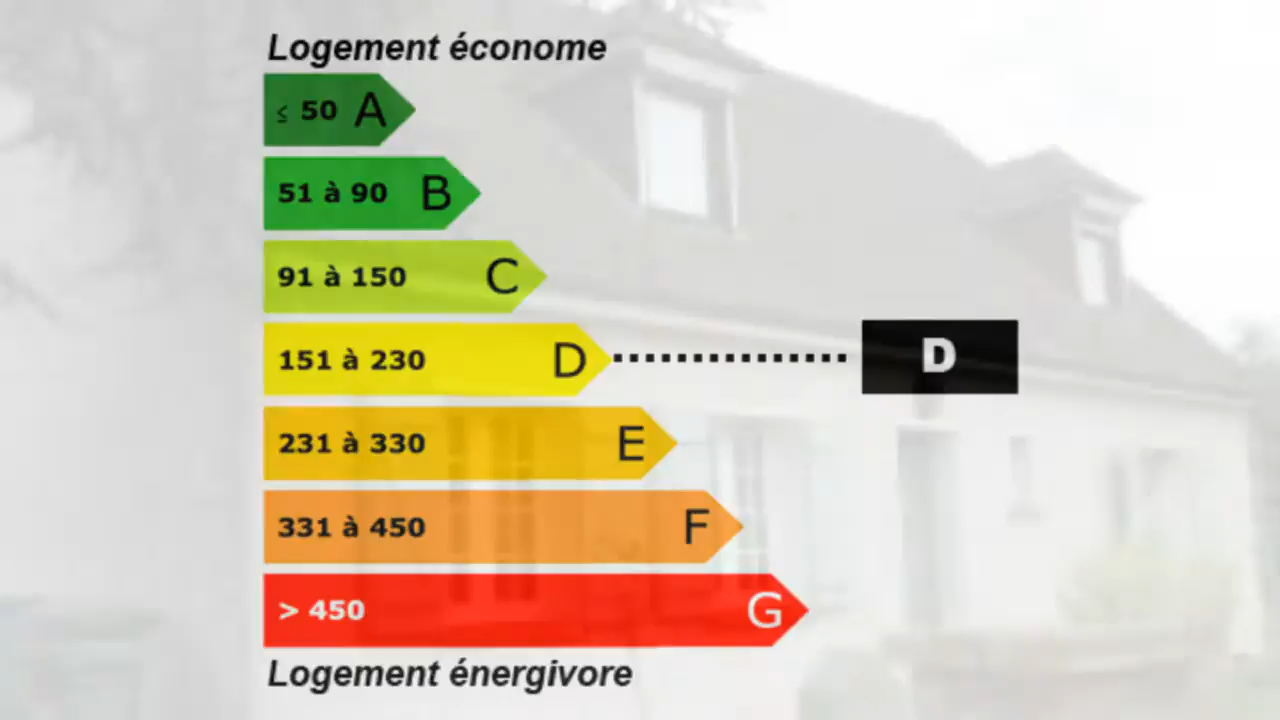 Logement économe
≤ 50 A
51 à 90 B
91 à 150 C
151 à 230 D D
231 à 330 E
331 à 450 F
> 450 G
Logement énergivore